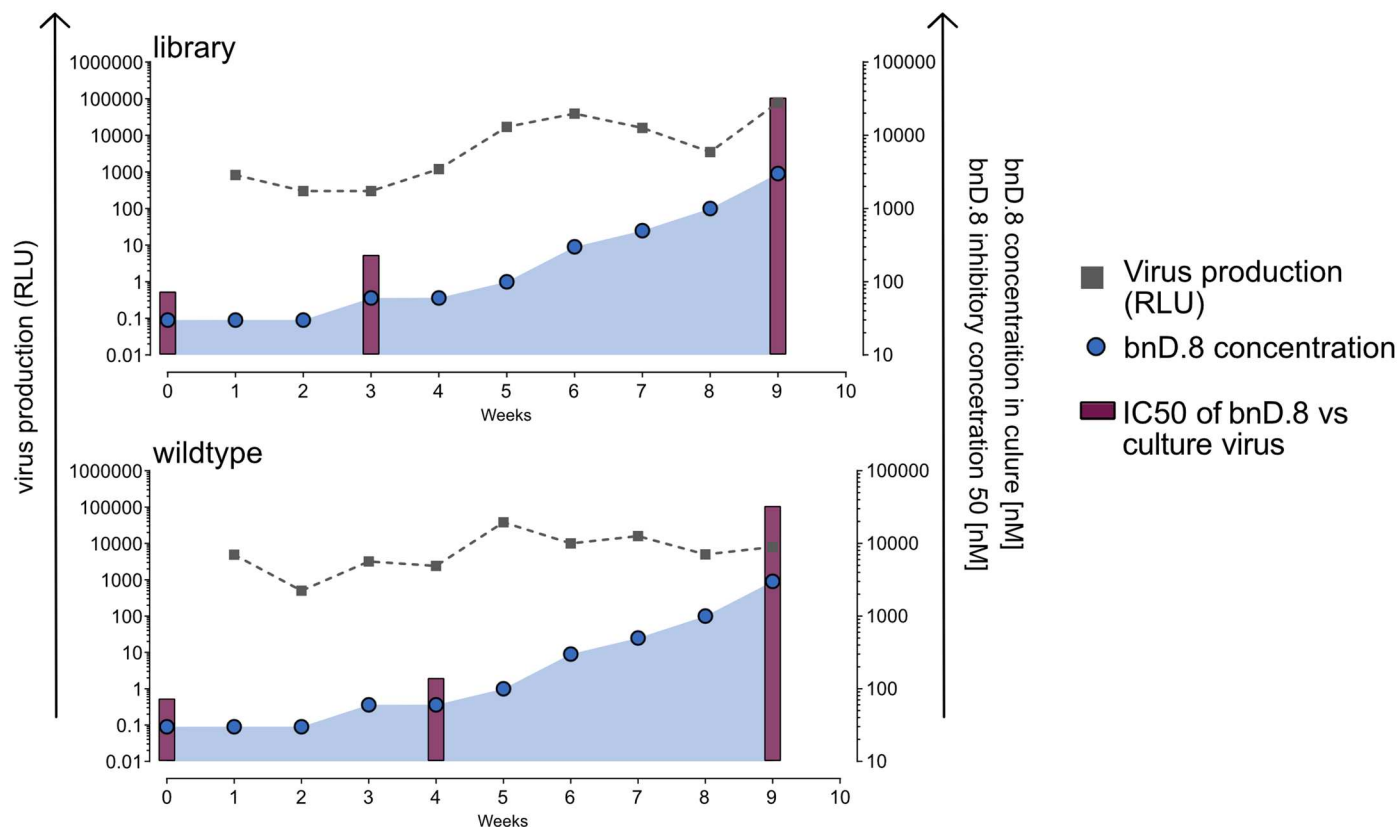 library
1000000
100000
10000
1000
100
10
1
0.1
0.01
100000
10000
1000
100
10
0 1 2 3 4 5 6 7 8 9 10
Weeks
wildtype
1000000
100000
10000
1000
100
10
1
0.1
0.01
100000
10000
1000
100
10
0 1 2 3 4 5 6 7 8 9 10
Weeks
virus production (RLU)
bnD.8 concentraition in culure [nM]
bnD.8 inhibitory concetration 50 [nM]
Virus production
(RLU)
bnD.8 concentration
IC50 of bnD.8 vs
culture virus